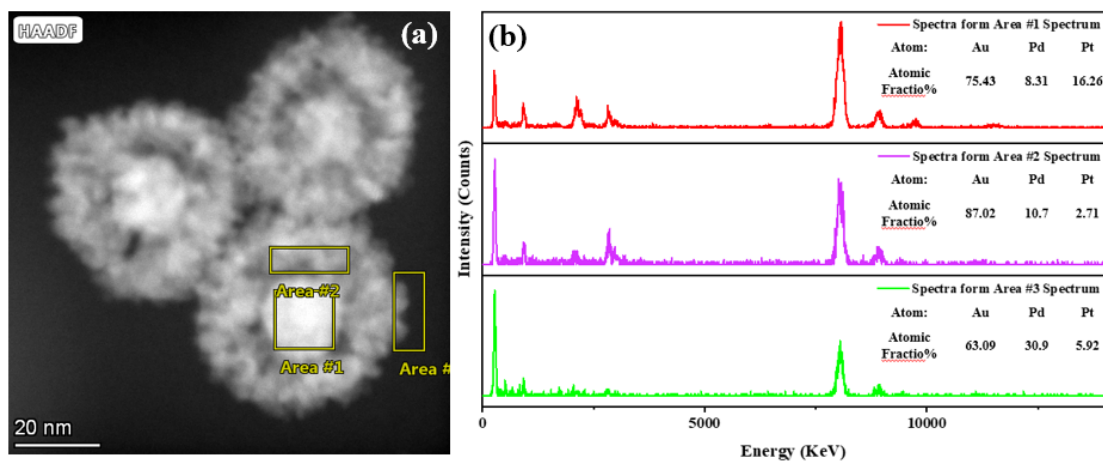 HAADF
(a)
Area #2
Area #1
Area #
20 nm
(b)
Spectra form Area #1 Spectrum
Atom: Au Pd Pt
Atomic
Fractio% 75.43 8.31 16.26
Spectra form Area #2 Spectrum
Atom: Au Pd Pt
Atomic
Fractio% 87.02 10.7 2.71
Spectra form Area #3 Spectrum
Atom: Au Pd Pt
Atomic
Fractio% 63.09 30.9 5.92
Intensity (Counts)
0 5000 10000
Energy (KeV)